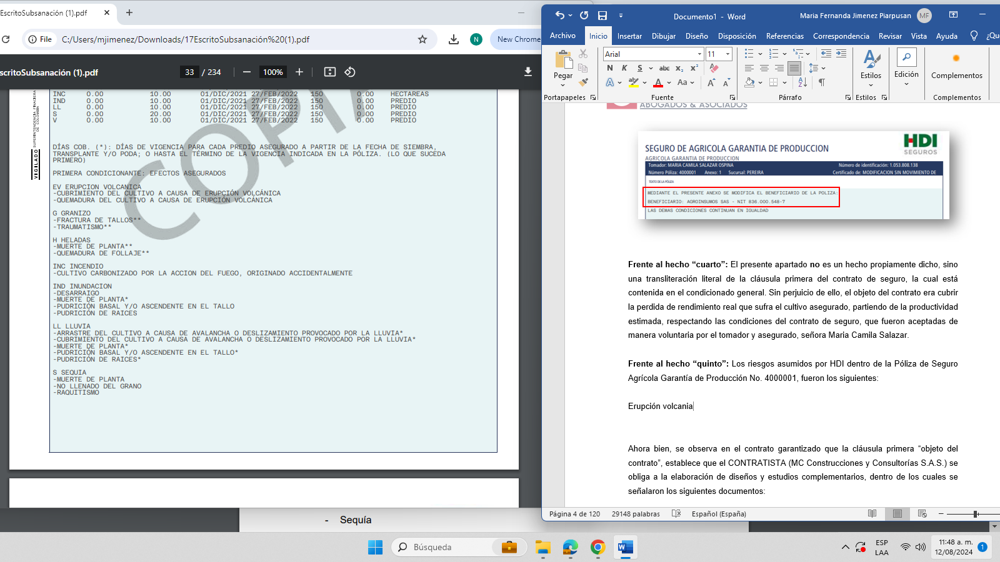 EscritoSubsanación (1).pdf
File
C:/Users/mjimenez/Downloads/17EscritoSubsanación%20(1).pdf
N
New Chrome
scritoSubsanación (1).pdf
33 / 234
100%
VIGILADO SUPERINTENDENCIA FINANCIERA DE COLOMBIA
COPIA
INC 0.00 10.00 01/DIC/2021 27/FEB/2022 150 0.00 HECTAREAS
IND 0.00 10.00 01/DIC/2021 27/FEB/2022 150 0.00 PREDIO
LL 0.00 10.00 01/DIC/2021 27/FEB/2022 150 0.00 PREDIO
S 0.00 20.00 01/DIC/2021 27/FEB/2022 150 0.00 PREDIO
V 0.00 10.00 01/DIC/2021 27/FEB/2022 150 0.00 PREDIO
DÍAS COB. (*): DÍAS DE VIGENCIA PARA CADA PREDIO ASEGURADO A PARTIR DE LA FECHA DE SIEMBRA,
TRANSPLANTE Y/O PODA; O HASTA EL TÉRMINO DE LA VIGENCIA INDICADA EN LA PÓLIZA. (LO QUE SUCEDA
PRIMERO)
PRIMERA CONDICIONANTE: EFECTOS ASEGURADOS
EV ERUPCION VOLCANICA
-CUBRIMIENTO DEL CULTIVO A CAUSA DE ERUPCIÓN VOLCÁNICA
-QUEMADURA DEL CULTIVO A CAUSA DE ERUPCIÓN VOLCÁNICA
G GRANIZO
-FRACTURA DE TALLOS**
-TRAUMATISMO**
H HELADAS
-MUERTE DE PLANTA**
-QUEMADURA DE FOLLAJE**
INC INCENDIO
-CULTIVO CARBONIZADO POR LA ACCION DEL FUEGO, ORIGINADO ACCIDENTALMENTE
IND INUNDACION
-DESARRAIGO
-MUERTE DE PLANTA*
-PUDRICIÓN BASAL Y/O ASCENDENTE EN EL TALLO
-PUDRICIÓN DE RAICES
LL LLUVIA
-ARRASTRE DEL CULTIVO A CAUSA DE AVALANCHA O DESLIZAMIENTO PROVOCADO POR LA LLUVIA*
-CUBRIMIENTO DEL CULTIVO A CAUSA DE AVALANCHA O DESLIZAMIENTO PROVOCADO POR LA LLUVIA*
-MUERTE DE PLANTA*
-PUDRICIÓN BASAL Y/O ASCENDENTE EN EL TALLO*
-PUDRICIÓN DE RAICES*
S SEQUIA
-MUERTE DE PLANTA
-NO LLENADO DEL GRANO
-RAQUITISMO
- Sequía
Documento1 - Word
Maria Fernanda Jimenez Piarpusan
MF
Archivo Inicio Insertar Dibujar Diseño Disposición Referencias Correspondencia Revisar Vista Ayuda ¿Qu
Pegar
Arial 11
N K S abc x₂ x²
A ab A Aa A A
Estilos
Edición
Complementos
Portapapeles Fuente Párrafo Estilos Complementos
ABOGADOS & ASOCIADOS
HDI
SEGUROS
SEGURO DE AGRICOLA GARANTIA DE PRODUCCION
AGRICOLA GARANTIA DE PRODUCCION
Tomador: MARIA CAMILA SALAZAR OSPINA Número de identificación: 1.053.808.138
Número Póliza: 4000001 Anexo: 1 Sucursal: PEREIRA Certificado de: MODIFICACION SIN MOVIMIENTO DE
TEXTO DE LA PÓLIZA
MEDIANTE EL PRESENTE ANEXO SE MODIFICA EL BENEFICIARIO DE LA POLIZA:
BENEFICIARIO: AGROINSUMOS SAS - NIT 836.000.548-7
LAS DEMAS CONDICIONES CONTINUAN EN IGUALDAD
Frente al hecho “cuarto”: El presente apartado no es un hecho propiamente dicho, sino
una transliteración literal de la cláusula primera del contrato de seguro, la cual está
contenida en el condicionado general. Sin perjuicio de ello, el objeto del contrato era cubrir
la perdida de rendimiento real que sufra el cultivo asegurado, partiendo de la productividad
estimada, respectando las condiciones del contrato de seguro, que fueron aceptadas de
manera voluntaria por el tomador y asegurado, señora Maria Camila Salazar.
Frente al hecho “quinto”: Los riesgos asumidos por HDI dentro de la Póliza de Seguro
Agrícola Garantía de Producción No. 4000001, fueron los siguientes:
Erupción volcania
Ahora bien, se observa en el contrato garantizado que la cláusula primera “objeto del
contrato”, establece que el CONTRATISTA (MC Construcciones y Consultorías S.A.S.) se
obliga a la elaboración de diseños y estudios complementarios, dentro de los cuales se
señalaron los siguientes documentos:
Página 4 de 120 29148 palabras Español (España)
Búsqueda
ESP
LAA
11:48 a. m.
12/08/2024
1